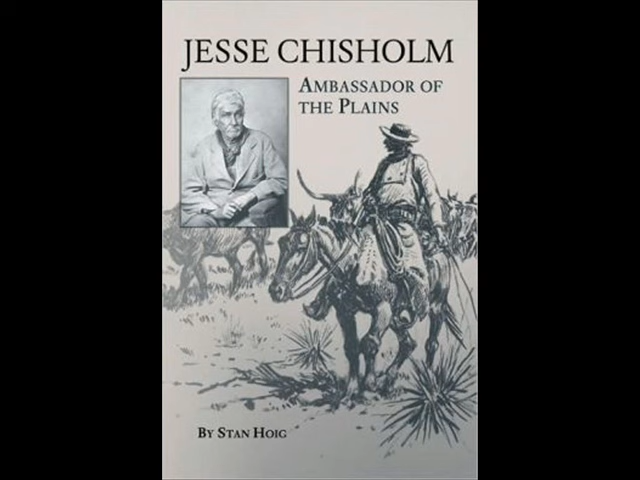 JESSE CHISHOLM
AMBASSADOR OF
THE PLAINS
BY STAN HOIG